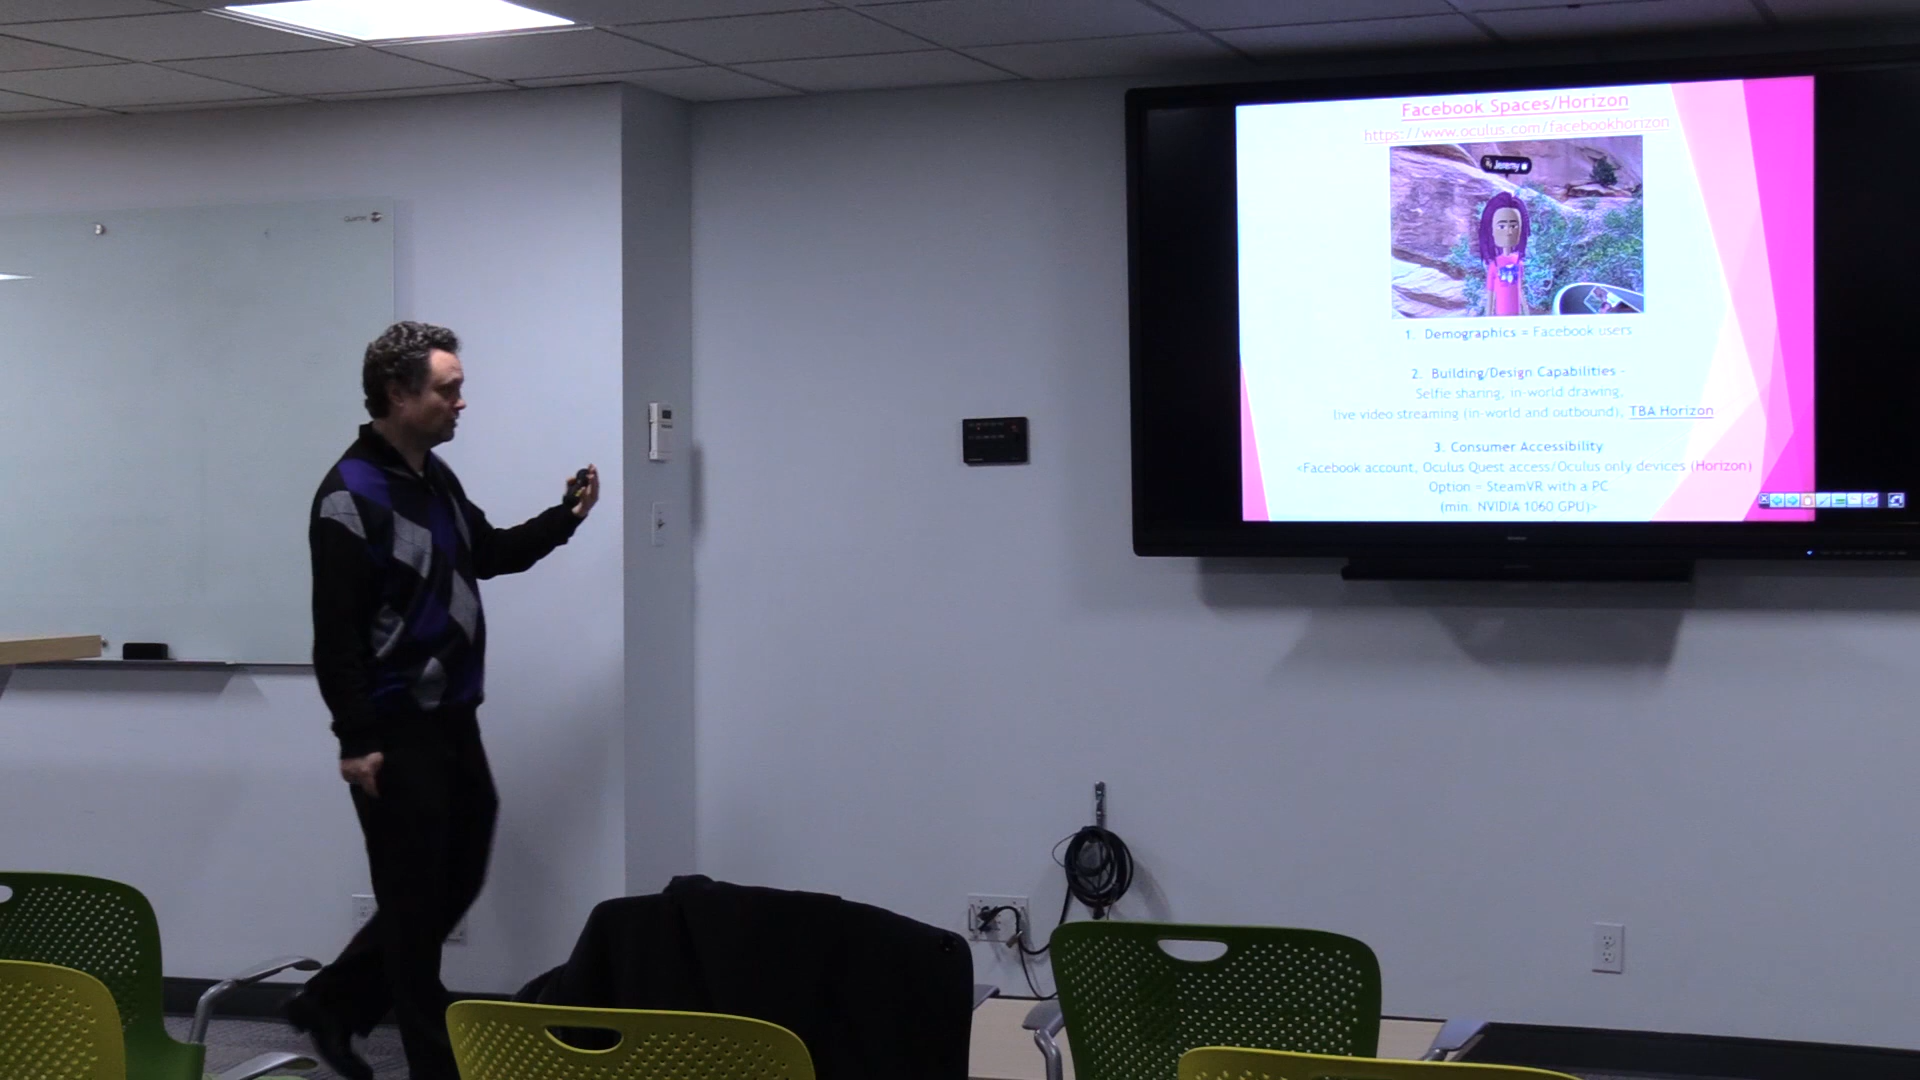 Facebook Spaces/Horizon
https://www.oculus.com/facebookhorizon
Jeremy
1. Demographics = Facebook users
2. Building/Design Capabilities -
Selfie sharing, in-world drawing,
live video streaming (in-world and outbound), TBA Horizon
3. Consumer Accessibility
<Facebook account, Oculus Quest access/Oculus only devices (Horizon)
Option = SteamVR with a PC
(min. NVIDIA 1060 GPU)>